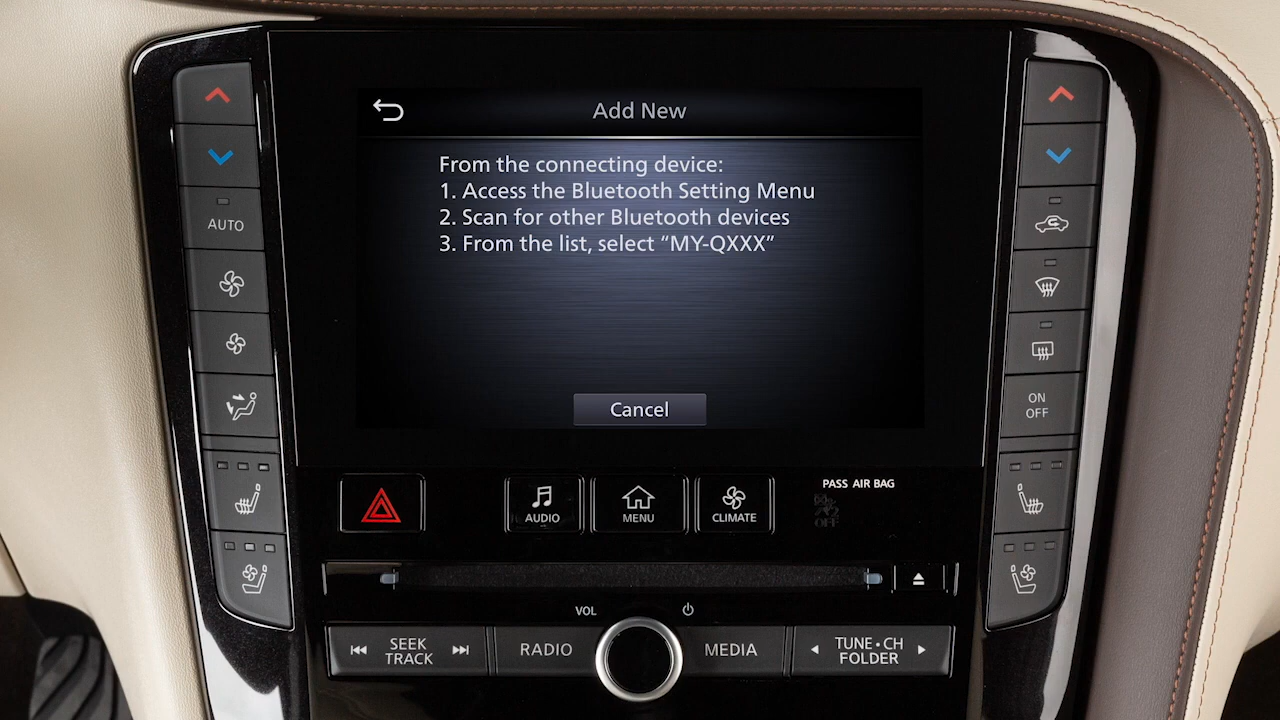 Add New
From the connecting device:
1. Access the Bluetooth Setting Menu
2. Scan for other Bluetooth devices
3. From the list, select “MY-QXXX”
Cancel
AUTO
ON
OFF
PASS AIR BAG
OFF
AUDIO
MENU
CLIMATE
VOL
SEEK
TRACK
RADIO
MEDIA
TUNE•CH
FOLDER